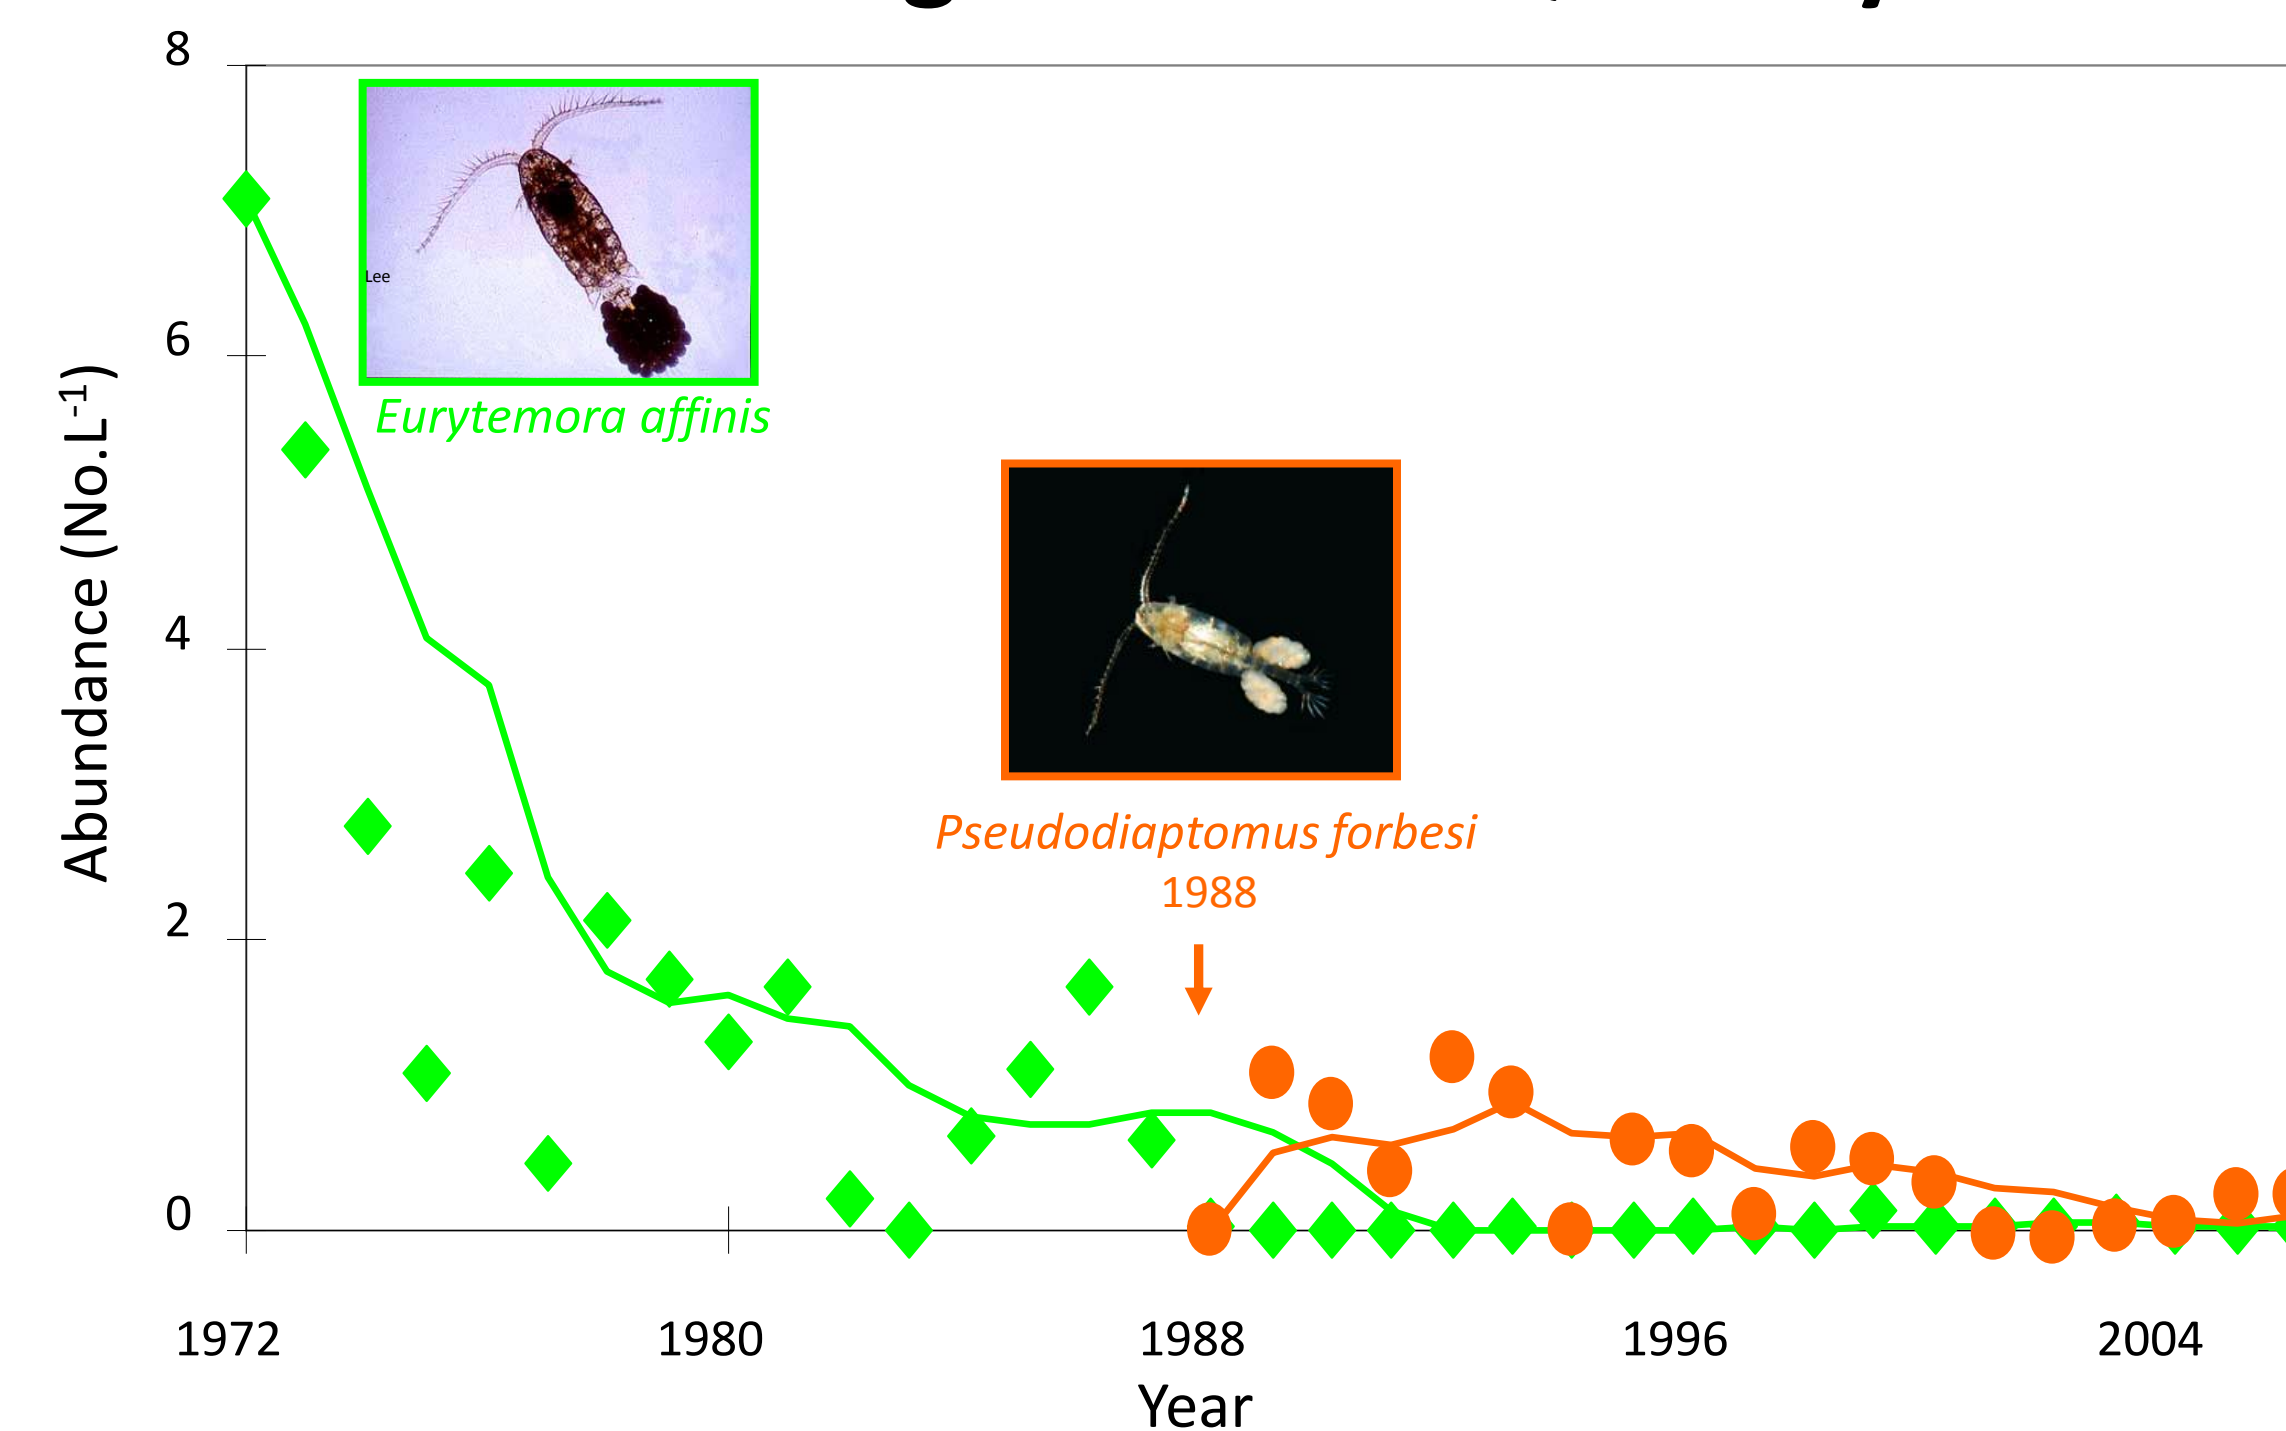 8
Lee
6
Eurytemora affinis
Abundance (No.L-1)
4
Pseudodiaptomus forbesi
1988
2
0
1972 1980 1988 1996 2004
Year